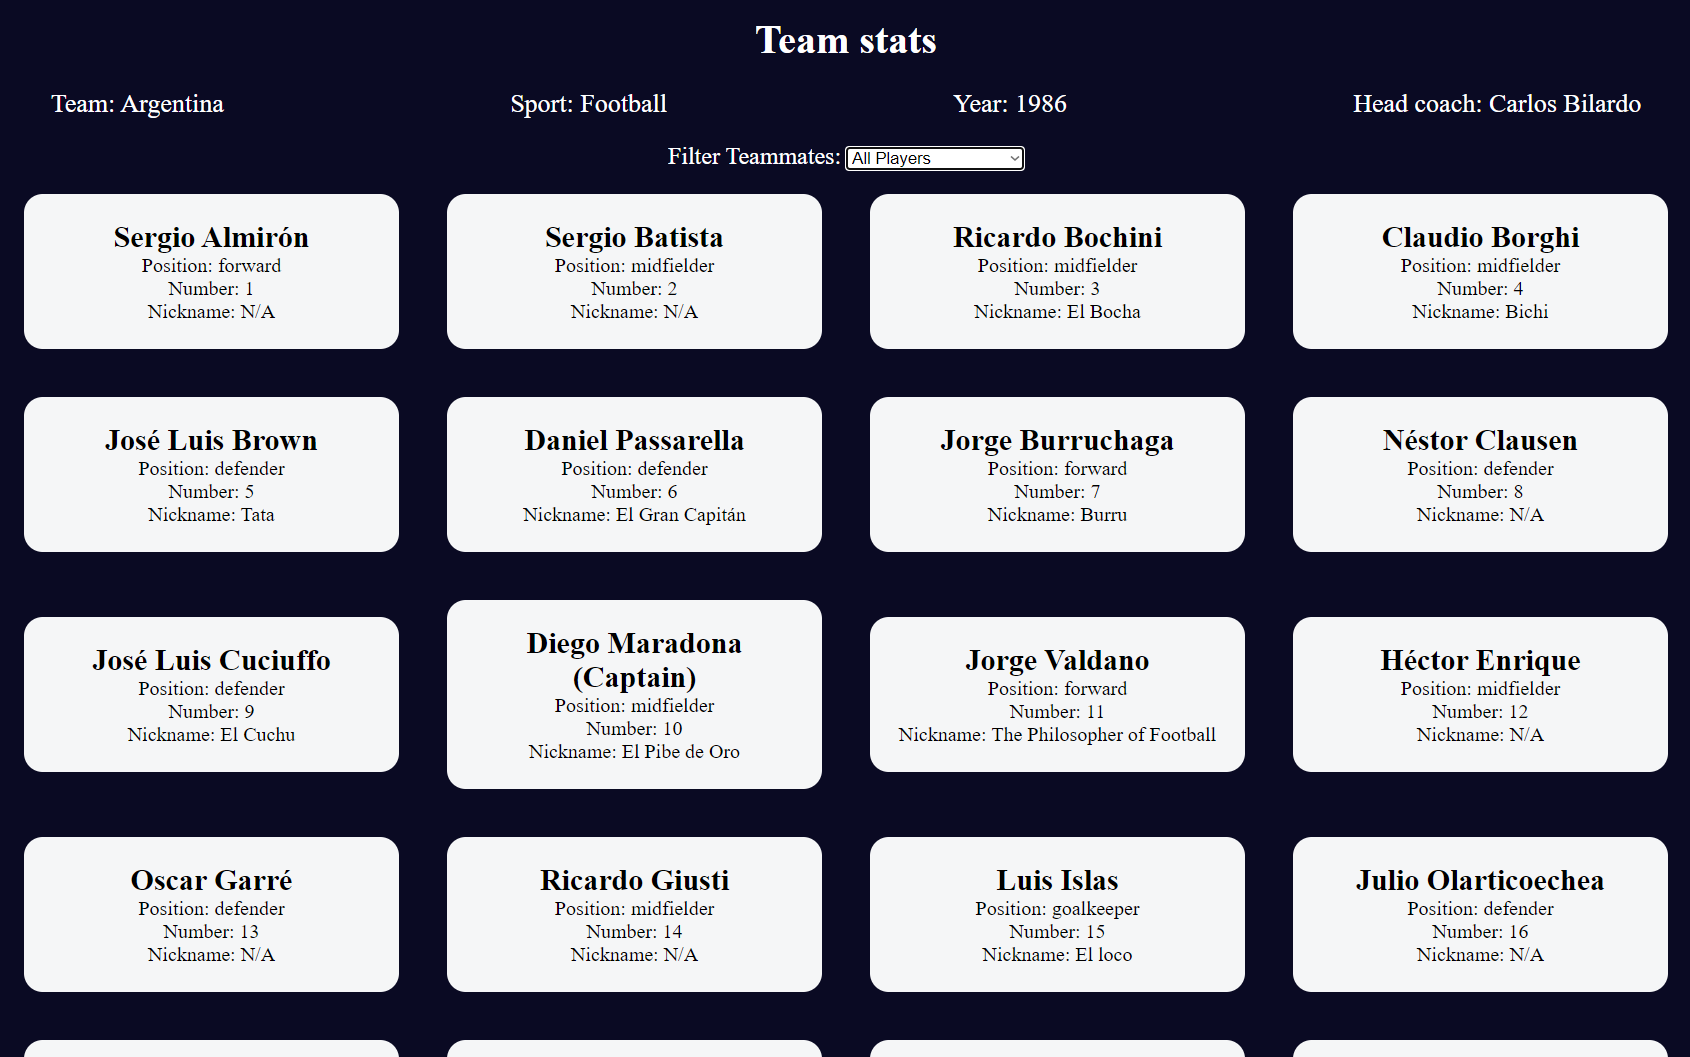 Team stats
Team: Argentina
Sport: Football
Year: 1986
Head coach: Carlos Bilardo
Filter Teammates: All Players
Sergio Almirón
Position: forward
Number: 1
Nickname: N/A
Sergio Batista
Position: midfielder
Number: 2
Nickname: N/A
Ricardo Bochini
Position: midfielder
Number: 3
Nickname: El Bocha
Claudio Borghi
Position: midfielder
Number: 4
Nickname: Bichi
José Luis Brown
Position: defender
Number: 5
Nickname: Tata
Daniel Passarella
Position: defender
Number: 6
Nickname: El Gran Capitán
Jorge Burruchaga
Position: forward
Number: 7
Nickname: Burru
Néstor Clausen
Position: defender
Number: 8
Nickname: N/A
José Luis Cuciuffo
Position: defender
Number: 9
Nickname: El Cuchu
Diego Maradona
(Captain)
Position: midfielder
Number: 10
Nickname: El Pibe de Oro
Jorge Valdano
Position: forward
Number: 11
Nickname: The Philosopher of Football
Héctor Enrique
Position: midfielder
Number: 12
Nickname: N/A
Oscar Garré
Position: defender
Number: 13
Nickname: N/A
Ricardo Giusti
Position: midfielder
Number: 14
Nickname: N/A
Luis Islas
Position: goalkeeper
Number: 15
Nickname: El loco
Julio Olarticoechea
Position: defender
Number: 16
Nickname: N/A